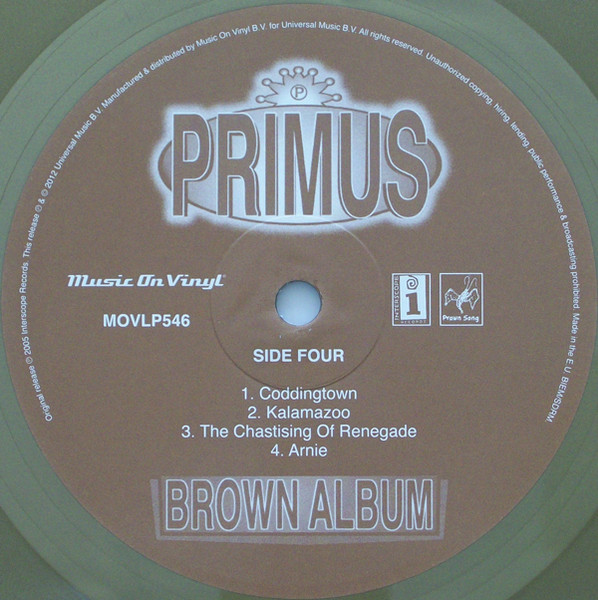 Original release ℗ 2005 Interscope Records. This release ℗ & © 2012 Universal Music B.V. Manufactured & distributed by Music On Vinyl B.V. for Universal Music B.V. All rights reserved. Unauthorized copying, hiring, lending, public performance & broadcasting prohibited. Made in the E.U. BIEM/SDRM
℗
PRIMUS
Music On Vinyl
MOVLP546
INTERSCOPE
i
RECORDS
Prawn Song
SIDE FOUR
1. Coddingtown
2. Kalamazoo
3. The Chastising Of Renegade
4. Arnie
BROWN ALBUM